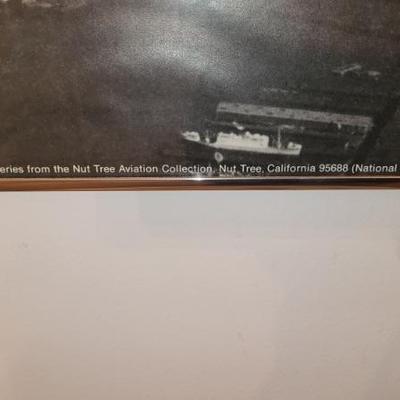 eries from the Nut Tree Aviation Collection, Nut Tree, California 95688 (National